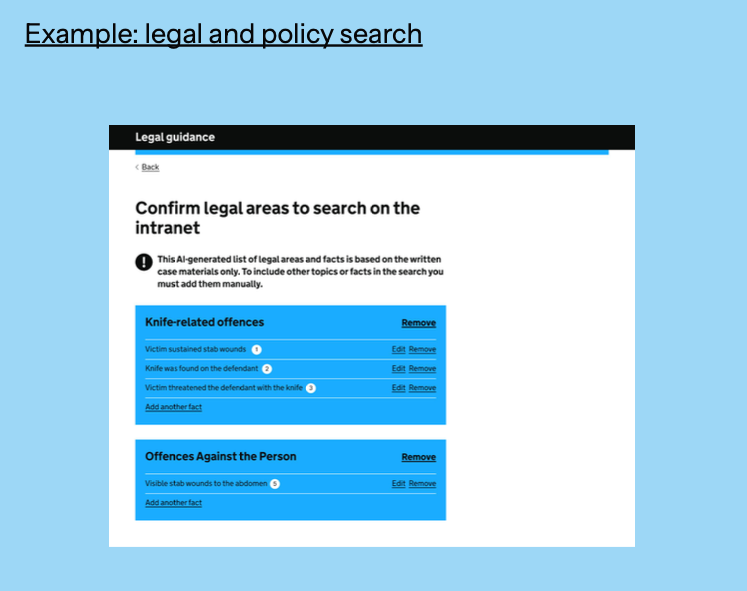 Example: legal and policy search
Legal guidance
< Back
Confirm legal areas to search on the
intranet
! This AI-generated list of legal areas and facts is based on the written
case materials only. To include other topics or facts in the search you
must add them manually.
Knife-related offences Remove
Victim sustained stab wounds 1 Edit Remove
Knife was found on the defendant 2 Edit Remove
Victim threatened the defendant with the knife 3 Edit Remove
Add another fact
Offences Against the Person Remove
Visible stab wounds to the abdomen 5 Edit Remove
Add another fact